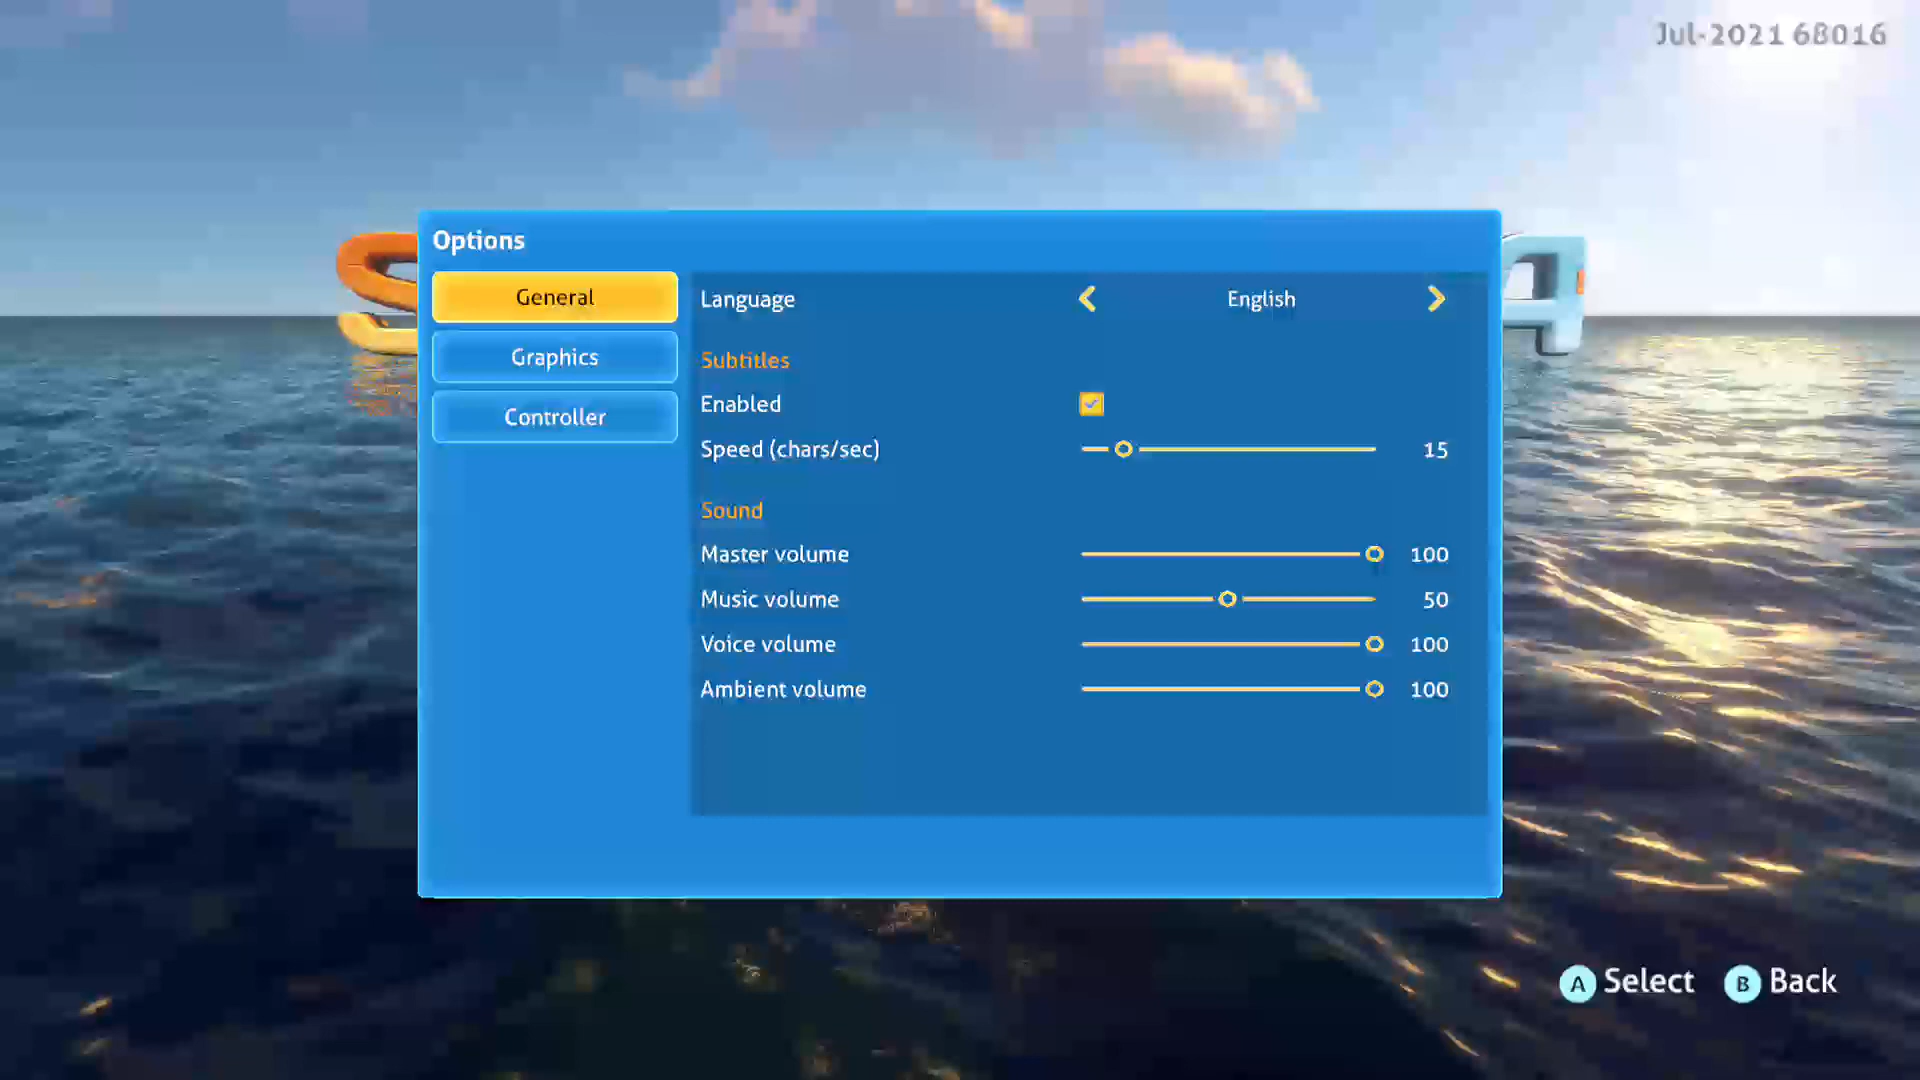 Jul-2021 68016
Options
General
Graphics
Controller
Language English
Subtitles
Enabled
Speed (chars/sec) 15
Sound
Master volume 100
Music volume 50
Voice volume 100
Ambient volume 100
A Select B Back